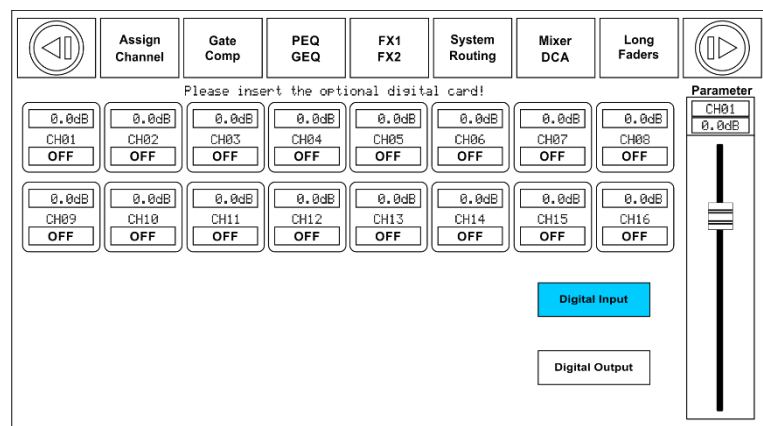 Assign Channel
Gate Comp
PEQ GEQ
FX1 FX2
System Routing
Mixer DCA
Long Faders
Please insert the optional digital card!
Parameter
CH01
0.0dB
0.0dB 0.0dB 0.0dB 0.0dB 0.0dB 0.0dB 0.0dB 0.0dB
CH01 CH02 CH03 CH04 CH05 CH06 CH07 CH08
OFF OFF OFF OFF OFF OFF OFF OFF
0.0dB 0.0dB 0.0dB 0.0dB 0.0dB 0.0dB 0.0dB 0.0dB
CH09 CH10 CH11 CH12 CH13 CH14 CH15 CH16
OFF OFF OFF OFF OFF OFF OFF OFF
Digital Input
Digital Output